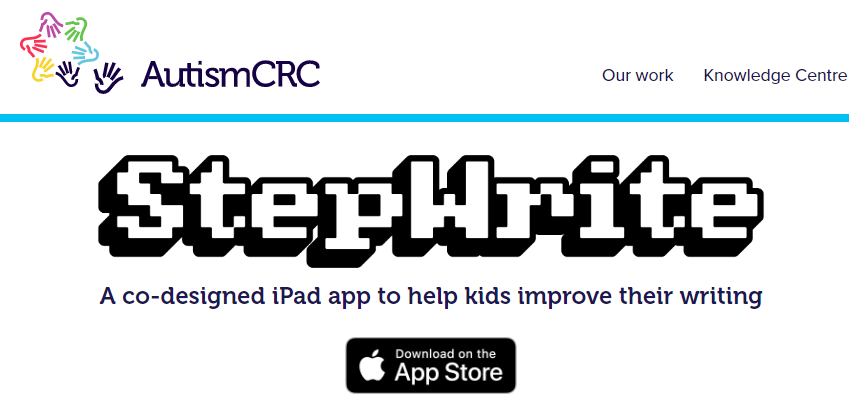 AutismCRC
Our work
Knowledge Centre
StepWrite
A co-designed iPad app to help kids improve their writing
Download on the
App Store